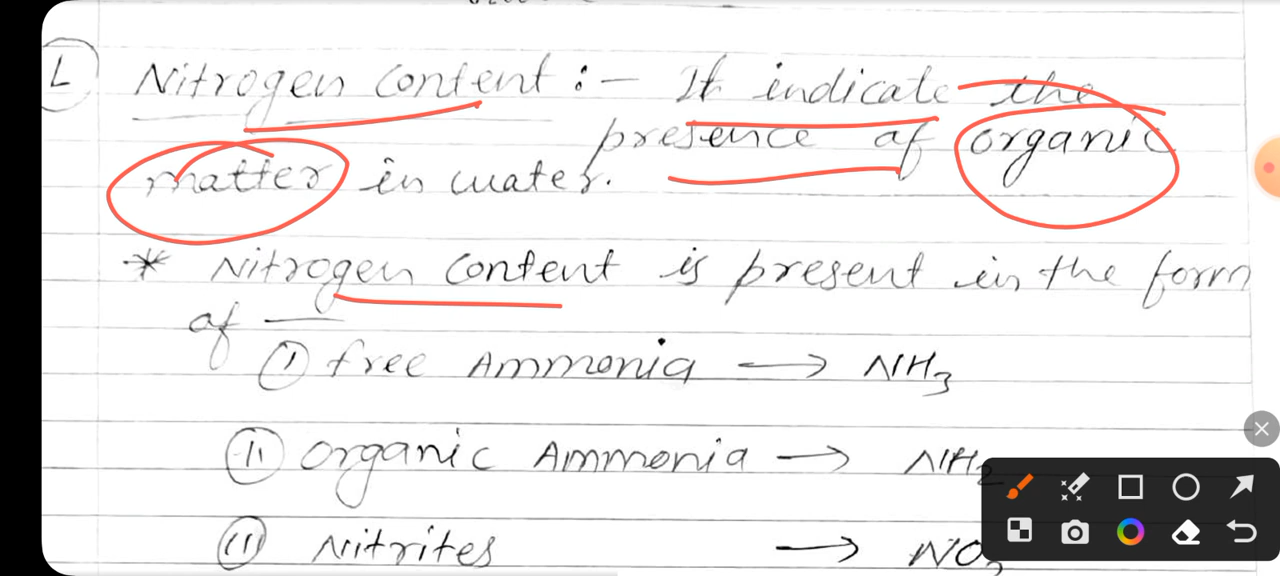 L Nitrogen Content :- It indicate the
presence of organic
matter in water.
* Nitrogen Content is present in the form
of —
(i) free Ammonia → NH3
(ii) organic Ammonia → NH2
(iii) Nitrites → NO2